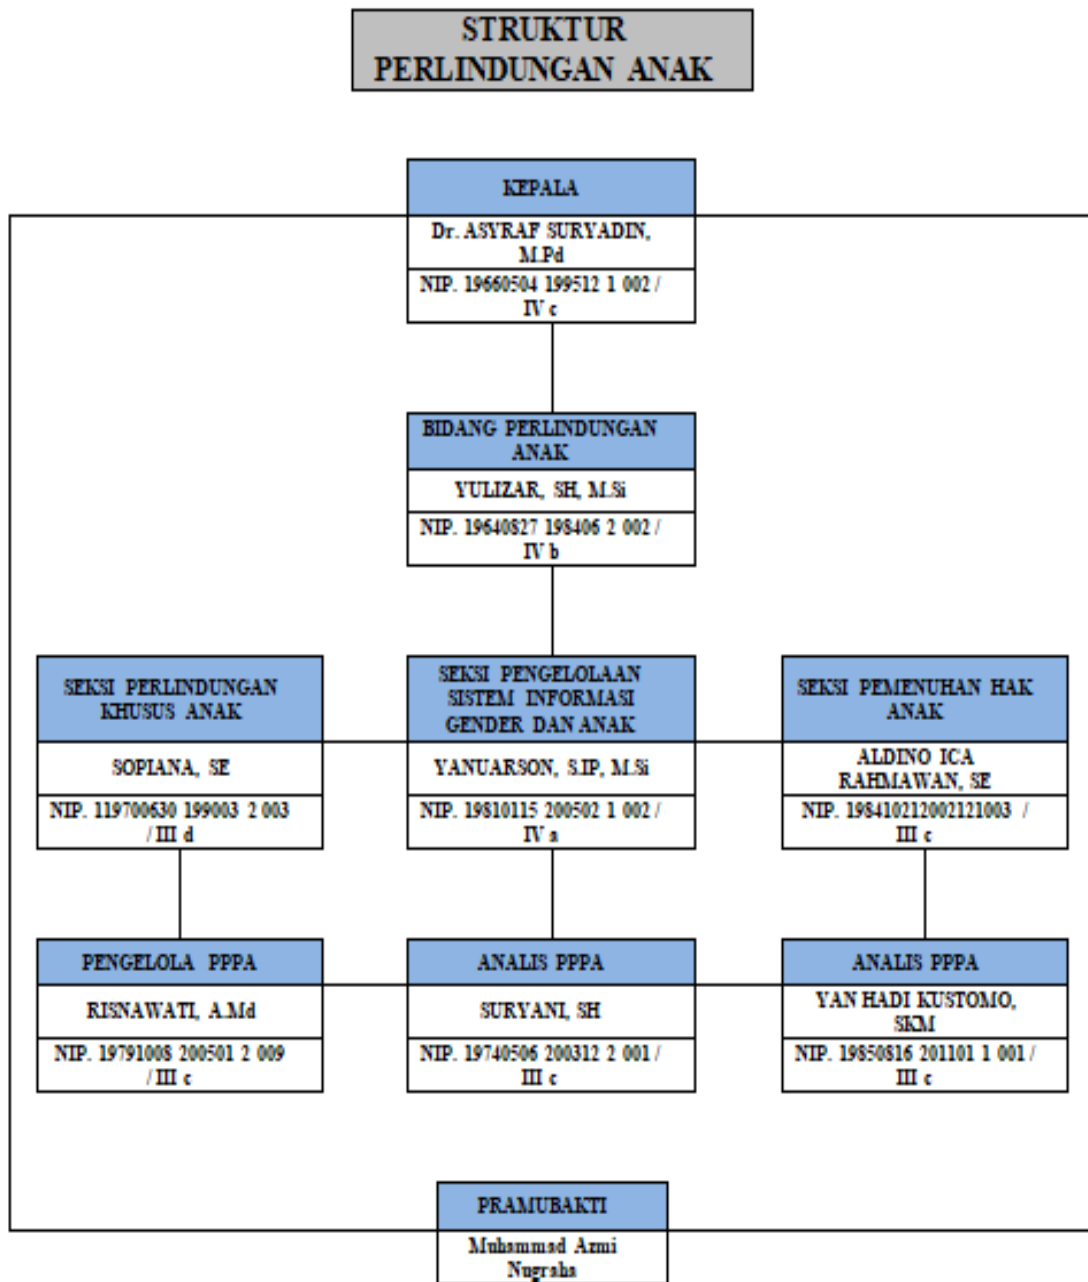 STRUKTUR
PERLINDUNGAN ANAK
KEPALA
Dr. ASYRAF SURYADIN,
M.Pd
NIP. 19660504 199512 1 002 /
IV c
BIDANG PERLINDUNGAN
ANAK
YULIZAR, SH, M.Si
NIP. 19640827 198406 2 002 /
IV b
SEKSI PERLINDUNGAN
KHUSUS ANAK
SOPIANA, SE
NIP. 119700630 199003 2 003
/ III d
SEKSI PENGELOLAAN
SISTEM INFORMASI
GENDER DAN ANAK
YANUARSON, S.IP, M.Si
NIP. 19810115 200502 1 002 /
IV a
SEKSI PEMENUHAN HAK
ANAK
ALDINO ICA
RAHMAWAN, SE
NIP. 198410212002121003 /
III c
PENGELOLA PPPA
RISNAWATI, A.Md
NIP. 19791008 200501 2 009
/ III c
ANALIS PPPA
SURYANI, SH
NIP. 19740506 200312 2 001 /
III c
ANALIS PPPA
YAN HADI KUSTOMO,
SKM
NIP. 19850816 201101 1 001 /
III c
PRAMUBAKTI
Muhammad Azmi
Nugraha